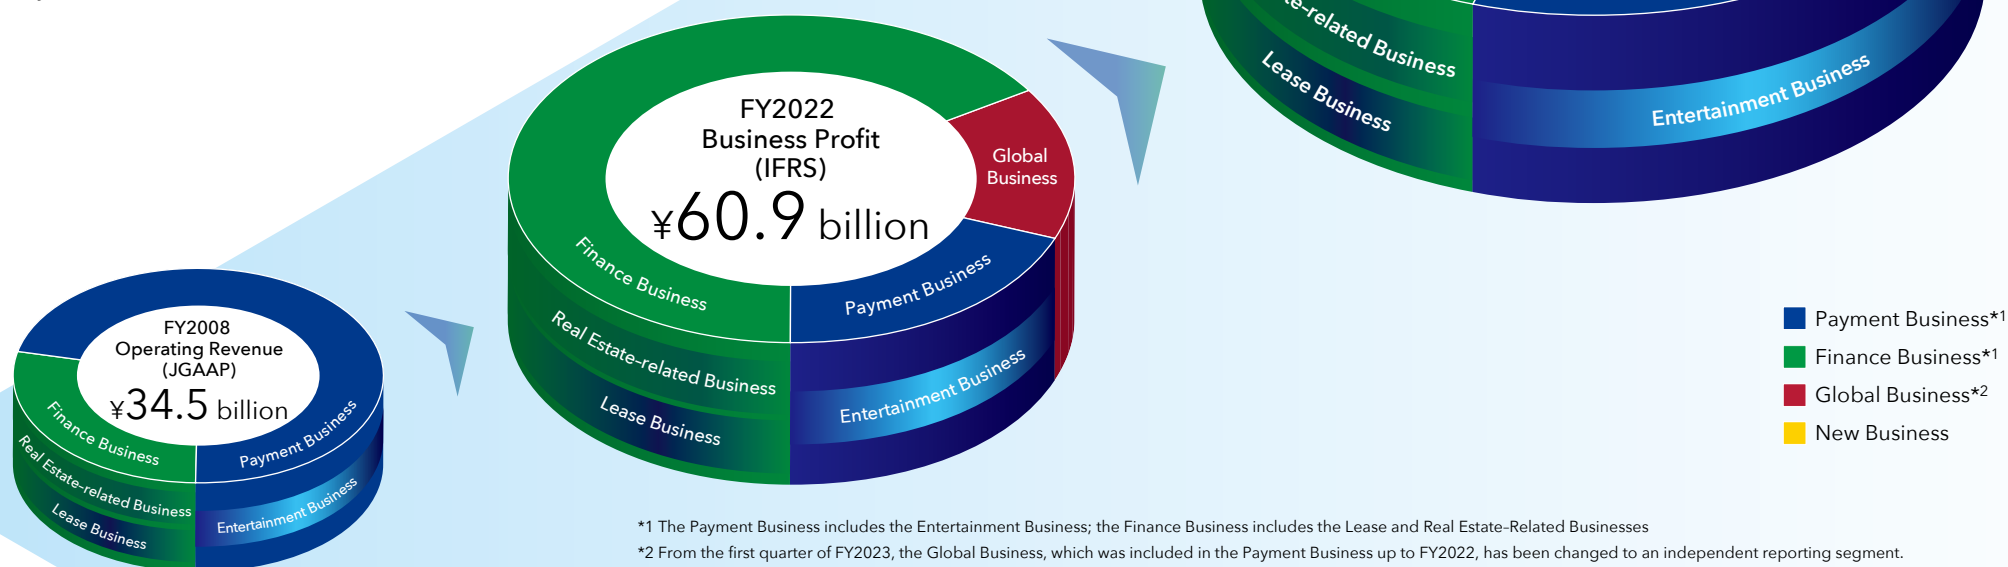 e-related Business
Lease Business
Entertainment Business
FY2022
Business Profit
(IFRS)
¥60.9 billion
Global
Business
Finance Business
Payment Business
Real Estate-related Business
Lease Business
Entertainment Business
FY2008
Operating Revenue
(JGAAP)
¥34.5 billion
Finance Business
Payment Business
Real Estate-related Business
Lease Business
Entertainment Business
Payment Business*1
Finance Business*1
Global Business*2
New Business
*1 The Payment Business includes the Entertainment Business; the Finance Business includes the Lease and Real Estate–Related Businesses
*2 From the first quarter of FY2023, the Global Business, which was included in the Payment Business up to FY2022, has been changed to an independent reporting segment.